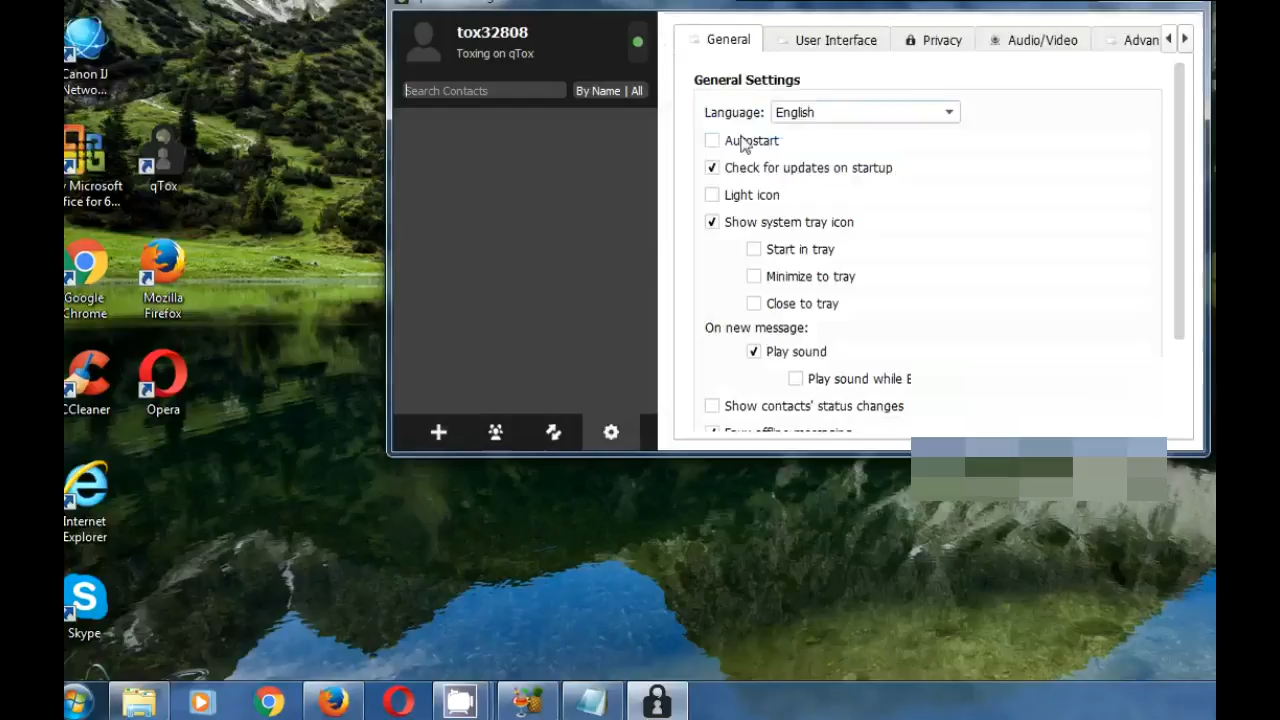 Canon IJ
Netwo...
y Microsoft
fice for 6...
qTox
Google
Chrome
Mozilla
Firefox
CCleaner
Opera
Internet
Explorer
Skype
tox32808
Toxing on qTox
Search Contacts
By Name | All
General
User Interface
Privacy
Audio/Video
Advan
General Settings
Language: English
Autostart
Check for updates on startup
Light icon
Show system tray icon
Start in tray
Minimize to tray
Close to tray
On new message:
Play sound
Play sound while
Show contacts' status changes